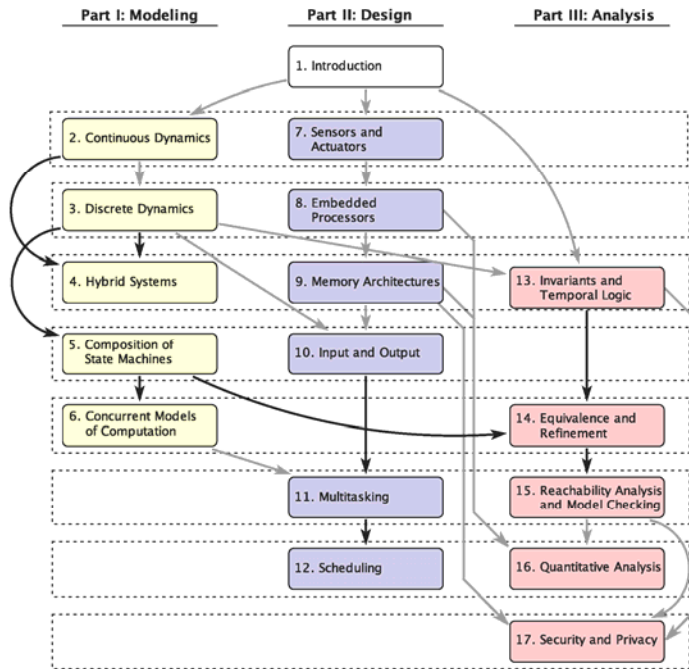 Part I: Modeling
Part II: Design
Part III: Analysis
1. Introduction
2. Continuous Dynamics
7. Sensors and
Actuators
3. Discrete Dynamics
8. Embedded
Processors
4. Hybrid Systems
9. Memory Architectures
13. Invariants and
Temporal Logic
5. Composition of
State Machines
10. Input and Output
6. Concurrent Models
of Computation
14. Equivalence and
Refinement
11. Multitasking
15. Reachability Analysis
and Model Checking
12. Scheduling
16. Quantitative Analysis
17. Security and Privacy